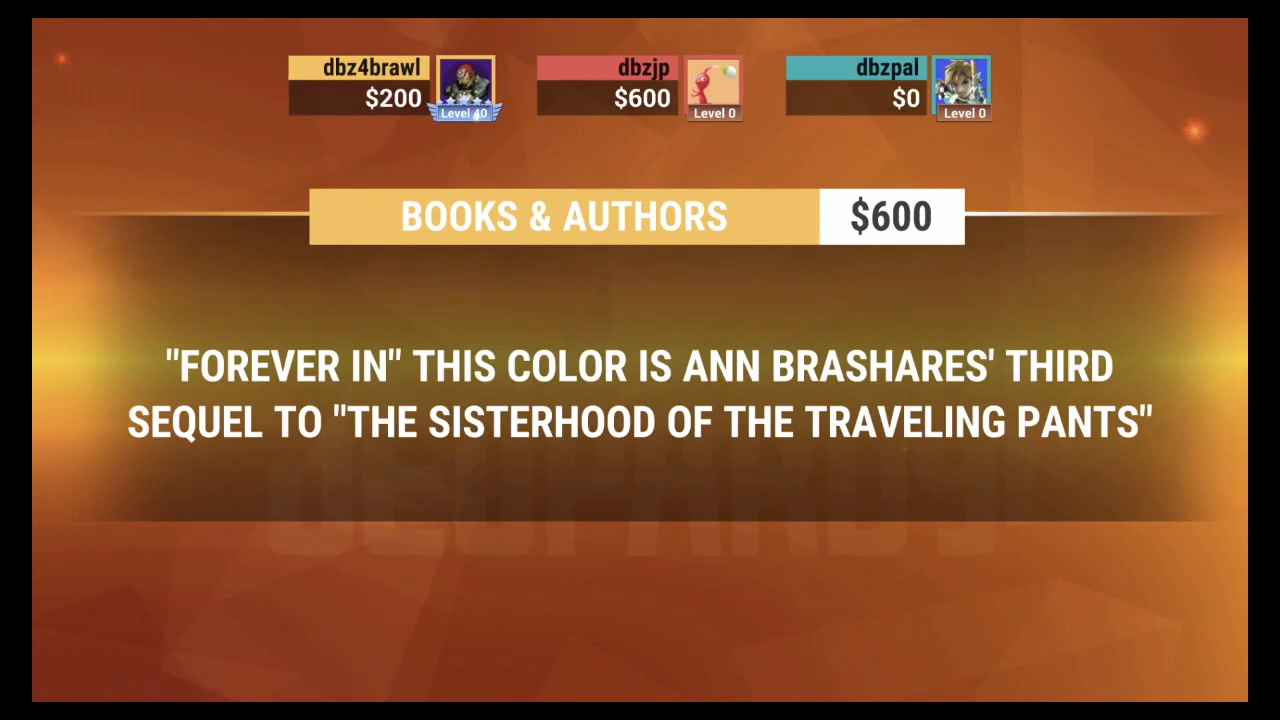 dbz4brawl
$200
Level 40
dbzjp
$600
Level 0
dbzpal
$0
Level 0
BOOKS & AUTHORS $600
"FOREVER IN" THIS COLOR IS ANN BRASHARES' THIRD
SEQUEL TO "THE SISTERHOOD OF THE TRAVELING PANTS"
JEOPARDY!